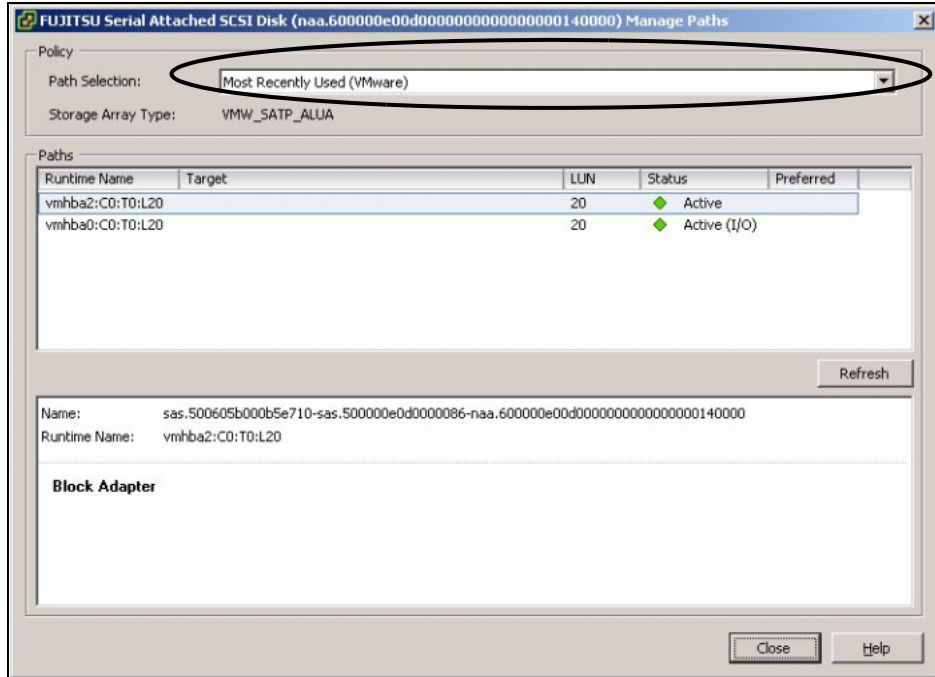 FUJITSU Serial Attached SCSI Disk (naa.600000e00d0000000000000000140000) Manage Paths
Policy
Path Selection: Most Recently Used (VMware)
Storage Array Type: VMW_SATP_ALUA
Paths
Runtime Name Target LUN Status Preferred
vmhba2:C0:T0:L20 20 Active
vmhba0:C0:T0:L20 20 Active (I/O)
Refresh
Name: sas.500605b000b5e710-sas.500000e0d0000086-naa.600000e00d0000000000000000140000
Runtime Name: vmhba2:C0:T0:L20
Block Adapter
Close Help